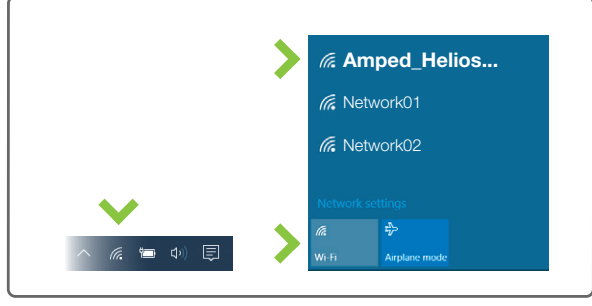 Amped_Helios...
Network01
Network02
Network settings
Wi-Fi
Airplane mode